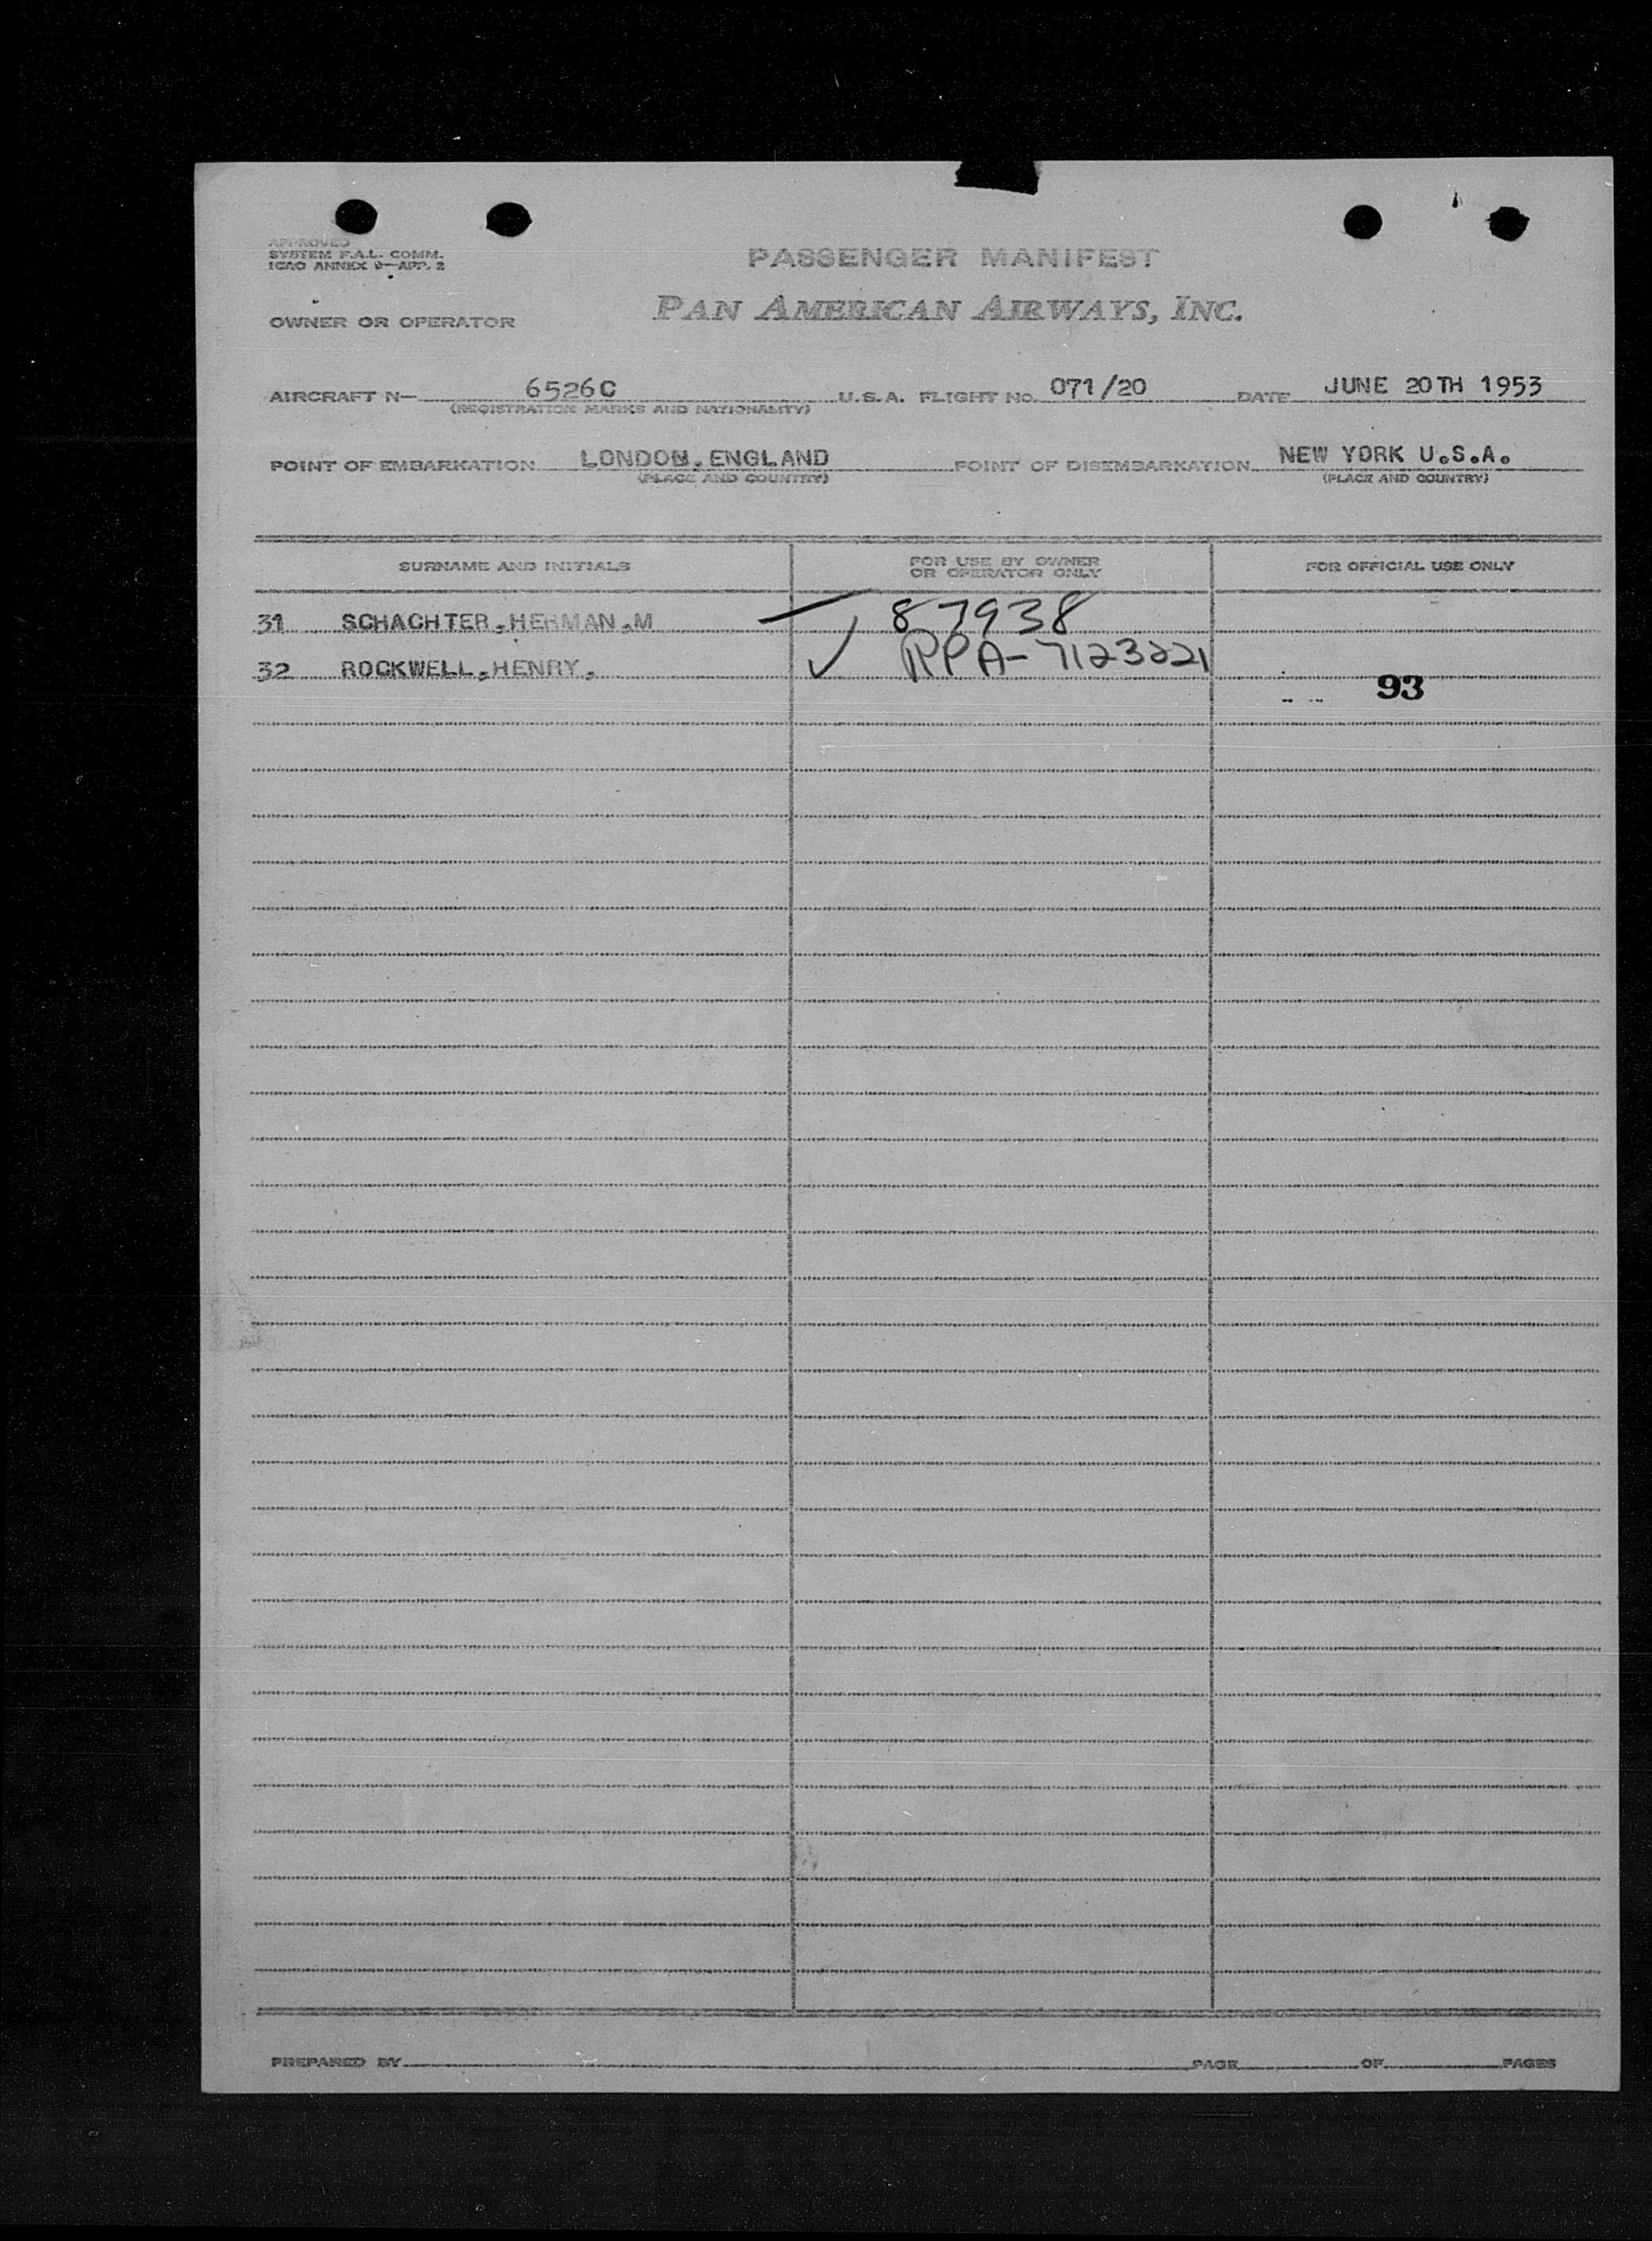 APPROVED
SYSTEM F.A.L. COMM.
ICAO ANNEX 9—APP. 2
PASSENGER MANIFEST
OWNER OR OPERATOR PAN AMERICAN AIRWAYS, INC.
AIRCRAFT N— 6526C U.S.A. FLIGHT NO. 071/20 DATE JUNE 20TH 1953
(REGISTRATION MARKS AND NATIONALITY)
POINT OF EMBARKATION LONDON, ENGLAND POINT OF DISEMBARKATION NEW YORK U.S.A.
(PLACE AND COUNTRY) (PLACE AND COUNTRY)
SURNAME AND INITIALS FOR USE BY OWNER OR OPERATOR ONLY FOR OFFICIAL USE ONLY
31 SCHACHTER,HERMAN,M 87938
32 ROCKWELL,HENRY, RPA-7123221
93
PREPARED BY PAGE OF PAGES